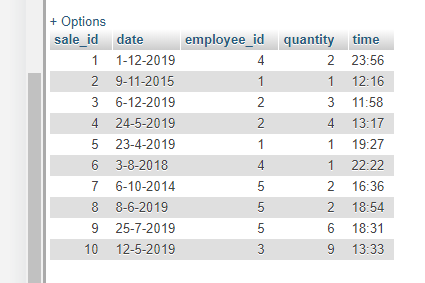 + Options
sale_id date employee_id quantity time
1 1-12-2019 4 2 23:56
2 9-11-2015 1 1 12:16
3 6-12-2019 2 3 11:58
4 24-5-2019 2 4 13:17
5 23-4-2019 1 1 19:27
6 3-8-2018 4 1 22:22
7 6-10-2014 5 2 16:36
8 8-6-2019 5 2 18:54
9 25-7-2019 5 6 18:31
10 12-5-2019 3 9 13:33